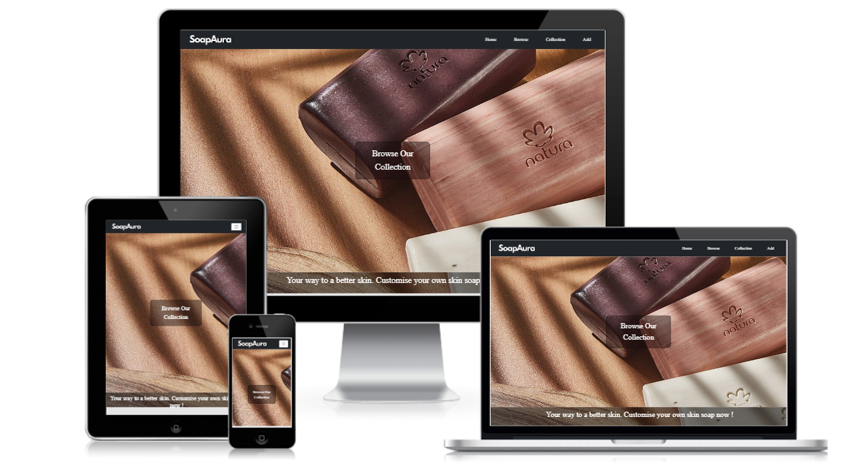 SoapAura
Home Browse Collection Add
natura
natura
Browse Our
Collection
Your way to a better skin. Customise your own skin soap
SoapAura
Browse Our
Collection
Your way to a better skin. Customise your own ski
now !
SoapAura
Browse Our
Collection
SoapAura
Home Browse Collection Add
natura
natura
Browse Our
Collection
Your way to a better skin. Customise your own skin soap now !